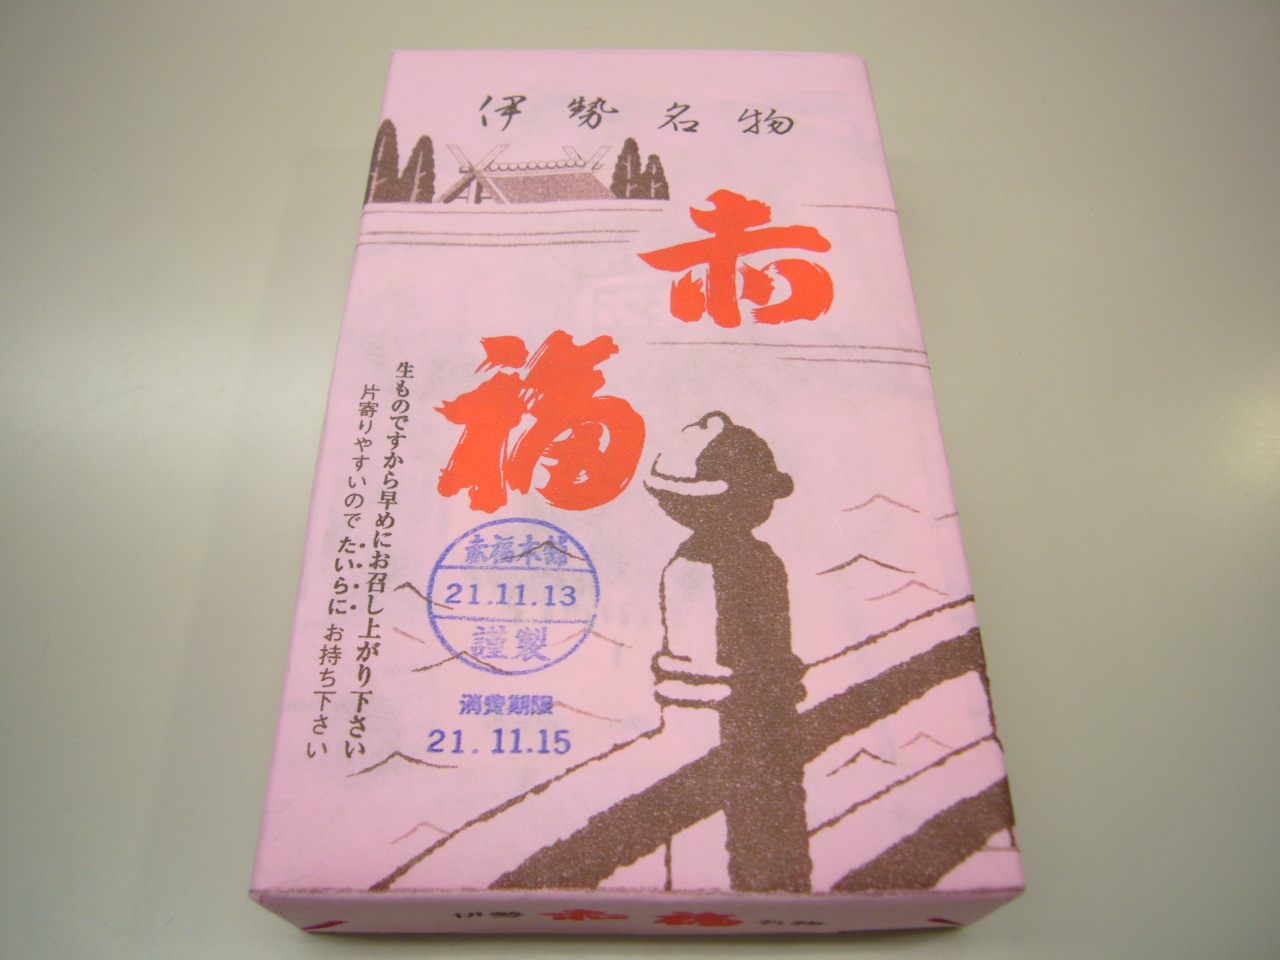 伊勢名物
赤福
生ものですから早めにお召し上がり下さい
片寄りやすいのでたいらにお持ち下さい
赤福本舗
21.11.13
謹製
消費期限
21.11.15
伊勢 赤福 名物